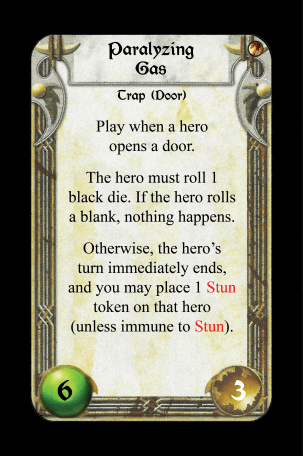 Paralyzing
Gas
Trap (Door)
Play when a hero
opens a door.
The hero must roll 1
black die. If the hero rolls
a blank, nothing happens.
Otherwise, the hero's
turn immediately ends,
and you may place 1 Stun
token on that hero
(unless immune to Stun).
6
3